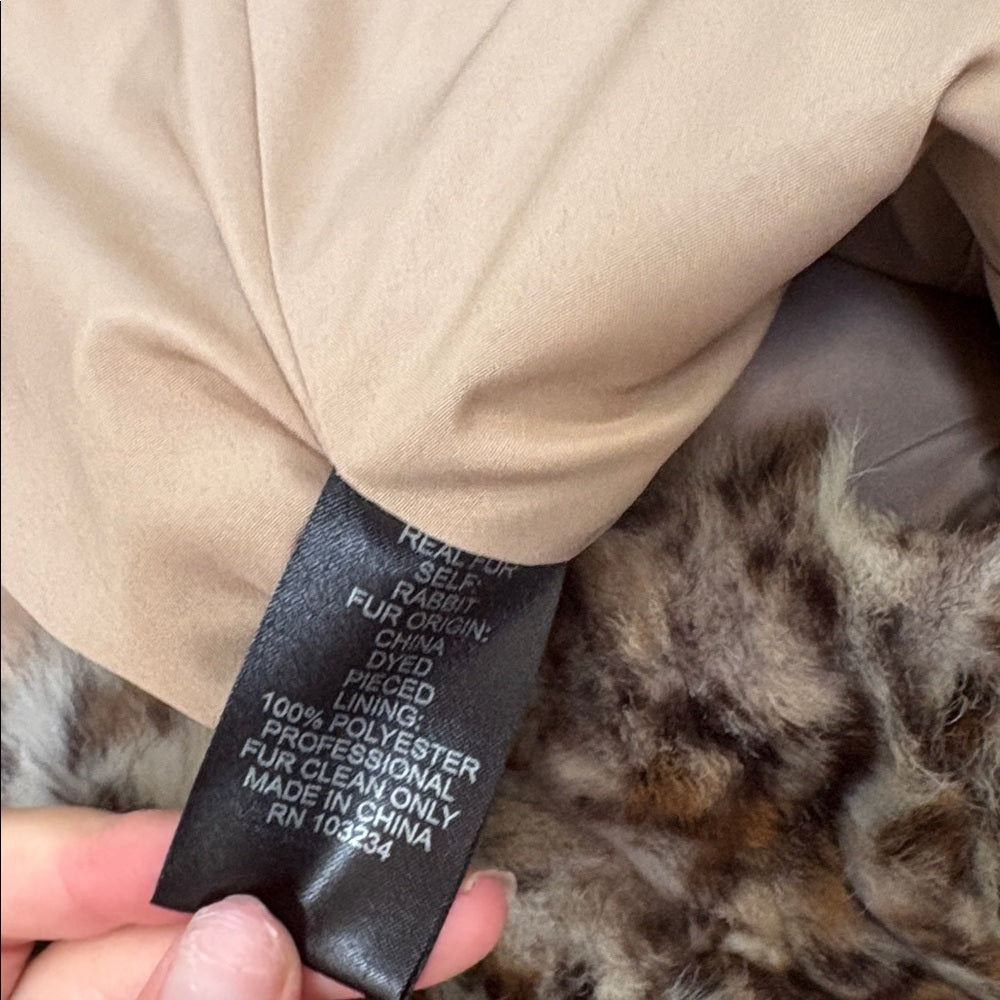 REAL FUR
SELF:
RABBIT
FUR ORIGIN:
CHINA
DYED
PIECED
LINING:
100% POLYESTER
PROFESSIONAL
FUR CLEAN ONLY
MADE IN CHINA
RN 103234